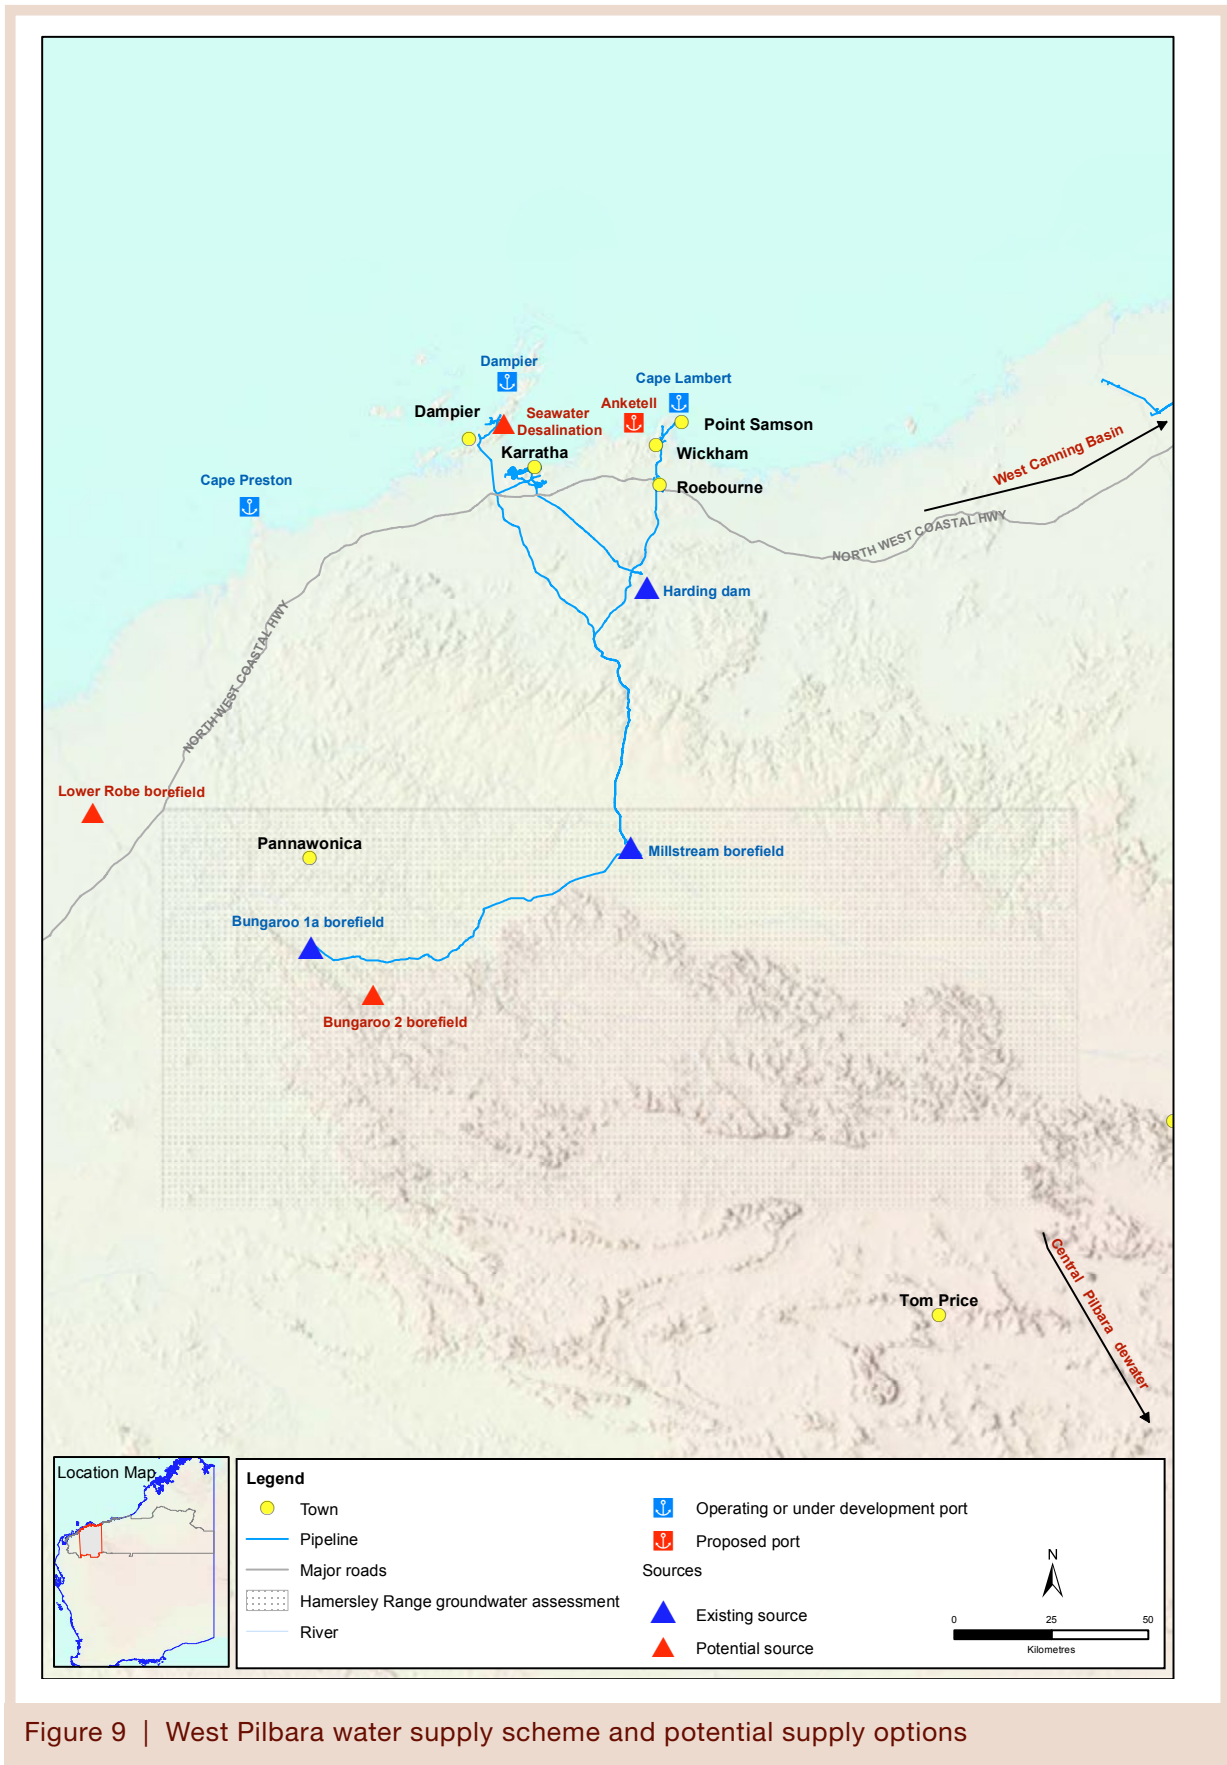 Dampier
Cape Lambert
Anketell
Dampier
Seawater
Desalination
Point Samson
Karratha
Wickham
Cape Preston
Roebourne
West Canning Basin
NORTH WEST COASTAL HWY
Harding dam
NORTH WEST COASTAL HWY
Lower Robe borefield
Pannawonica
Millstream borefield
Bungaroo 1a borefield
Bungaroo 2 borefield
Central Pilbara dewater
Tom Price
Location Map
Legend
Town
Pipeline
Major roads
Hamersley Range groundwater assessment
River
Operating or under development port
Proposed port
Sources
Existing source
Potential source
N
0 25 50
Kilometres
Figure 9 | West Pilbara water supply scheme and potential supply options